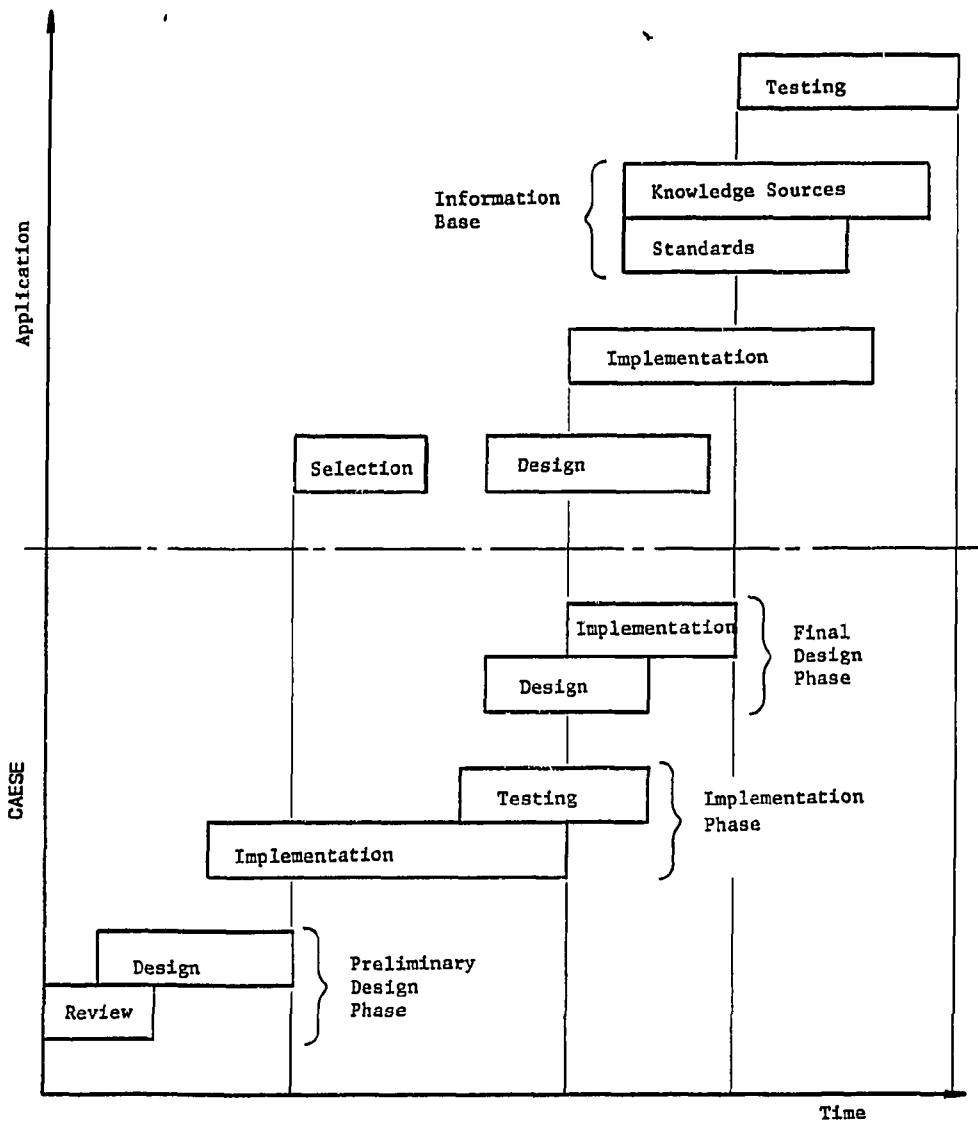 Testing
Knowledge Sources
Information
Base
Standards
Application
Implementation
Selection
Design
Implementation
Final
Design
Phase
Design
CAESE
Testing
Implementation
Phase
Implementation
Design
Preliminary
Design
Phase
Review
Time